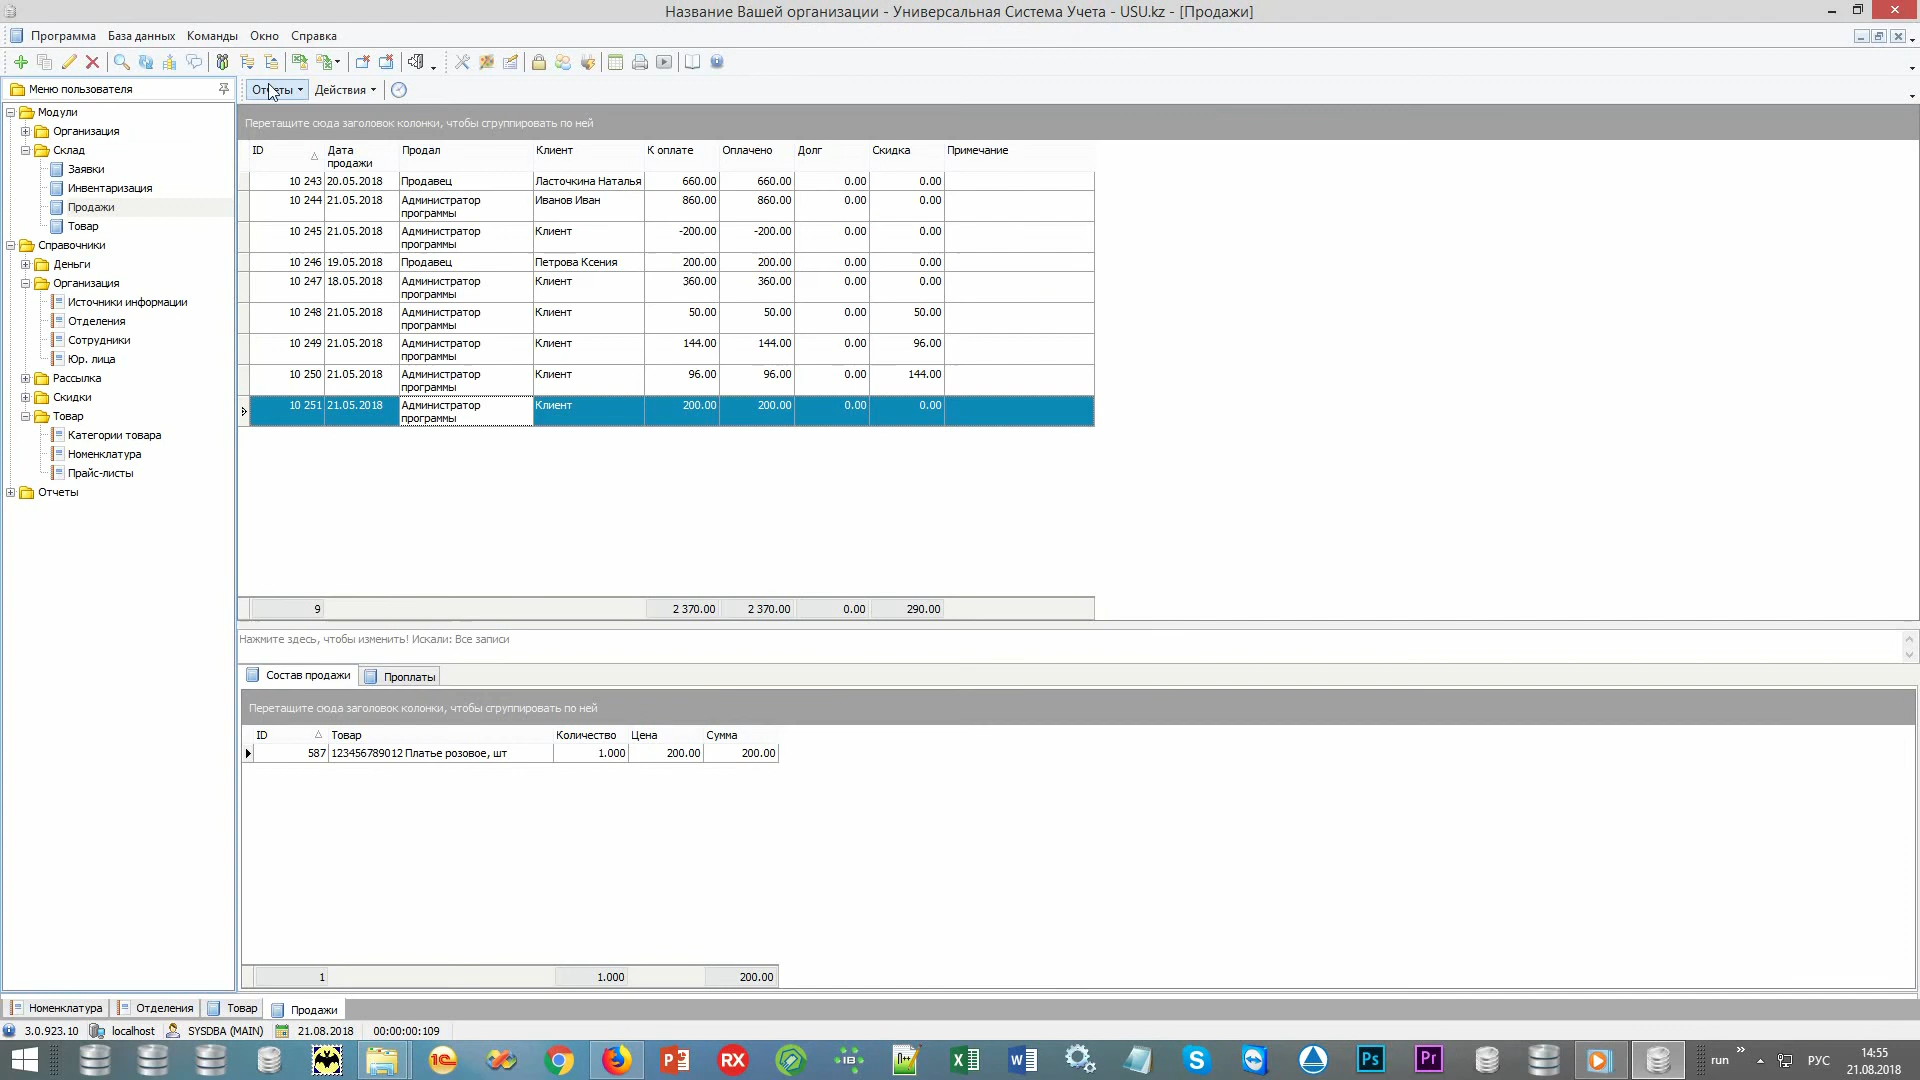 Название Вашей организации - Универсальная Система Учета - USU.kz - [Продажи]
Программа База данных Команды Окно Справка
Меню пользователя
Отчеты Действия
Модули
Организация
Склад
Заявки
Инвентаризация
Продажи
Товар
Справочники
Деньги
Организация
Источники информации
Отделения
Сотрудники
Юр. лица
Рассылка
Скидки
Товар
Категории товара
Номенклатура
Прайс-листы
Отчеты
Перетащите сюда заголовок колонки, чтобы сгруппировать по ней
ID Дата продажи Продал Клиент К оплате Оплачено Долг Скидка Примечание
10 243 20.05.2018 Продавец Ласточкина Наталья 660.00 660.00 0.00 0.00
10 244 21.05.2018 Администратор программы Иванов Иван 860.00 860.00 0.00 0.00
10 245 21.05.2018 Администратор программы Клиент -200.00 -200.00 0.00 0.00
10 246 19.05.2018 Продавец Петрова Ксения 200.00 200.00 0.00 0.00
10 247 18.05.2018 Администратор программы Клиент 360.00 360.00 0.00 0.00
10 248 21.05.2018 Администратор программы Клиент 50.00 50.00 0.00 50.00
10 249 21.05.2018 Администратор программы Клиент 144.00 144.00 0.00 96.00
10 250 21.05.2018 Администратор программы Клиент 96.00 96.00 0.00 144.00
10 251 21.05.2018 Администратор программы Клиент 200.00 200.00 0.00 0.00
9 2 370.00 2 370.00 0.00 290.00
Нажмите здесь, чтобы изменить! Искали: Все записи
Состав продажи Проплаты
Перетащите сюда заголовок колонки, чтобы сгруппировать по ней
ID Товар Количество Цена Сумма
587 123456789012 Платье розовое, шт 1.000 200.00 200.00
1 1.000 200.00
Номенклатура Отделения Товар Продажи
3.0.923.10 localhost SYSDBA (MAIN) 21.08.2018 00:00:00:109
1С RX IB Ps Pr run » РУС 14:55
21.08.2018